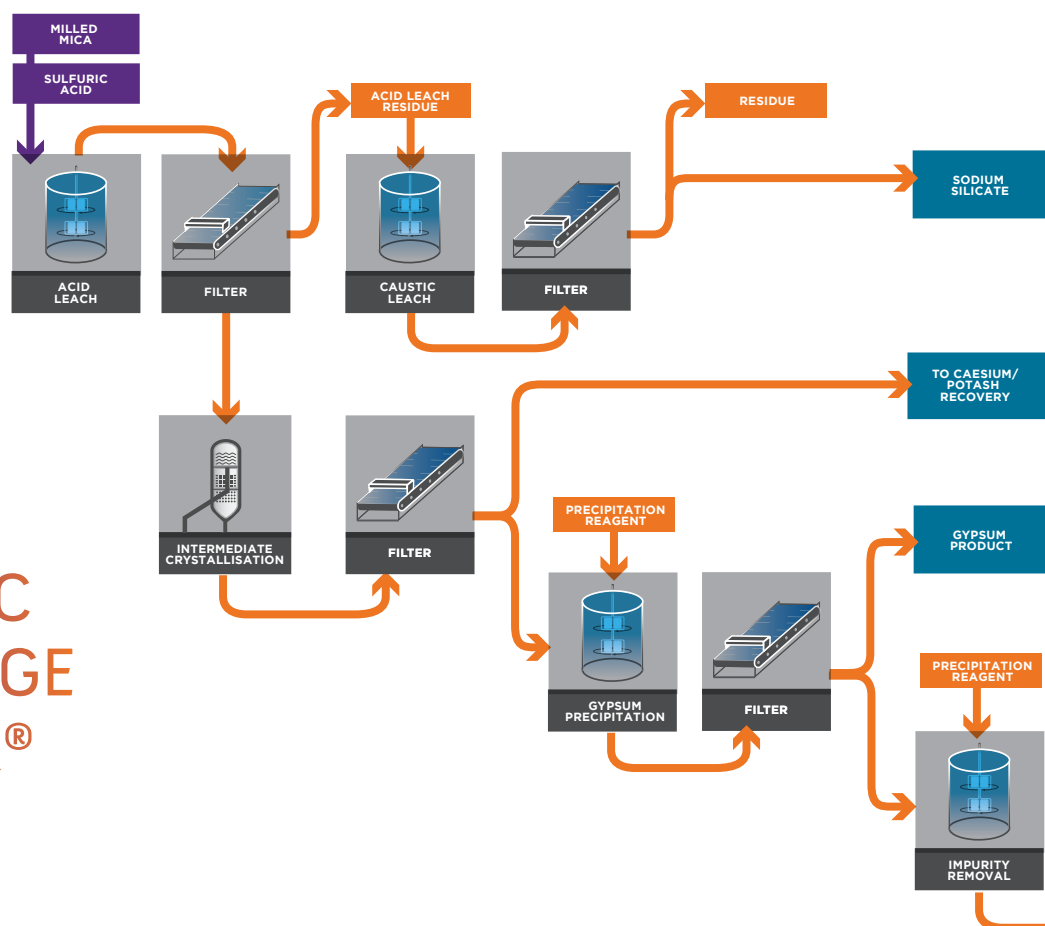 MILLED
MICA
SULFURIC
ACID
ACID LEACH
RESIDUE
RESIDUE
SODIUM
SILICATE
ACID
LEACH
FILTER
CAUSTIC
LEACH
FILTER
TO CAESIUM/
POTASH
RECOVERY
INTERMEDIATE
CRYSTALLISATION
FILTER
PRECIPITATION
REAGENT
GYPSUM
PRODUCT
C
GE
®
GYPSUM
PRECIPITATION
FILTER
PRECIPITATION
REAGENT
IMPURITY
REMOVAL